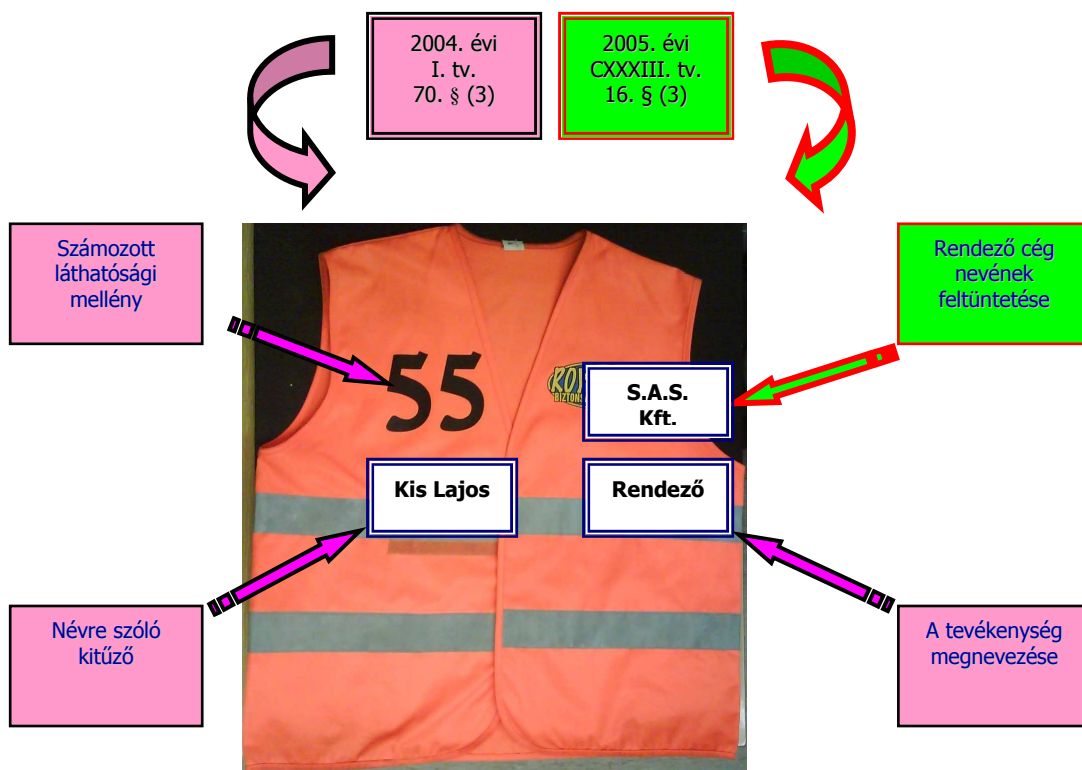 2004. évi
I. tv.
70. § (3)
2005. évi
CXXXIII. tv.
16. § (3)
Számozott
láthatósági
mellény
Rendező cég
nevének
feltüntetése
55
S.A.S.
Kft.
Kis Lajos
Rendező
Névre szóló
kitűző
A tevékenység
megnevezése